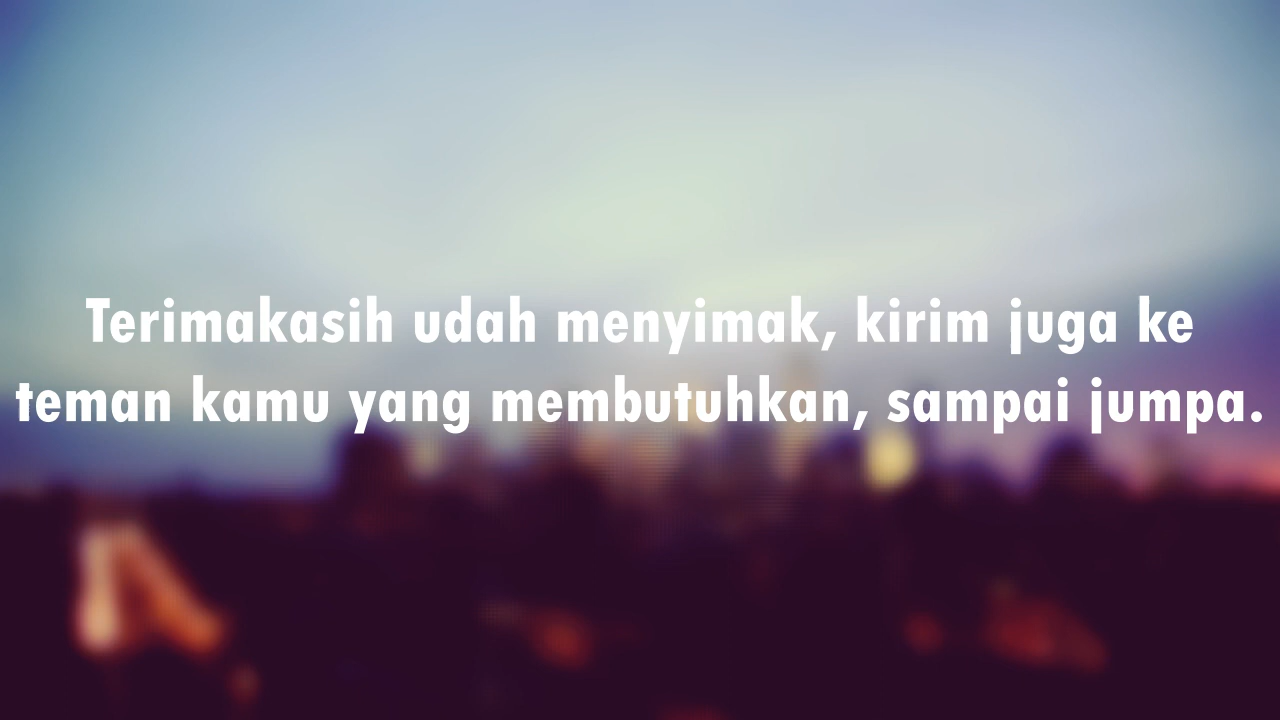 Terimakasih udah menyimak, kirim juga ke
teman kamu yang membutuhkan, sampai jumpa.